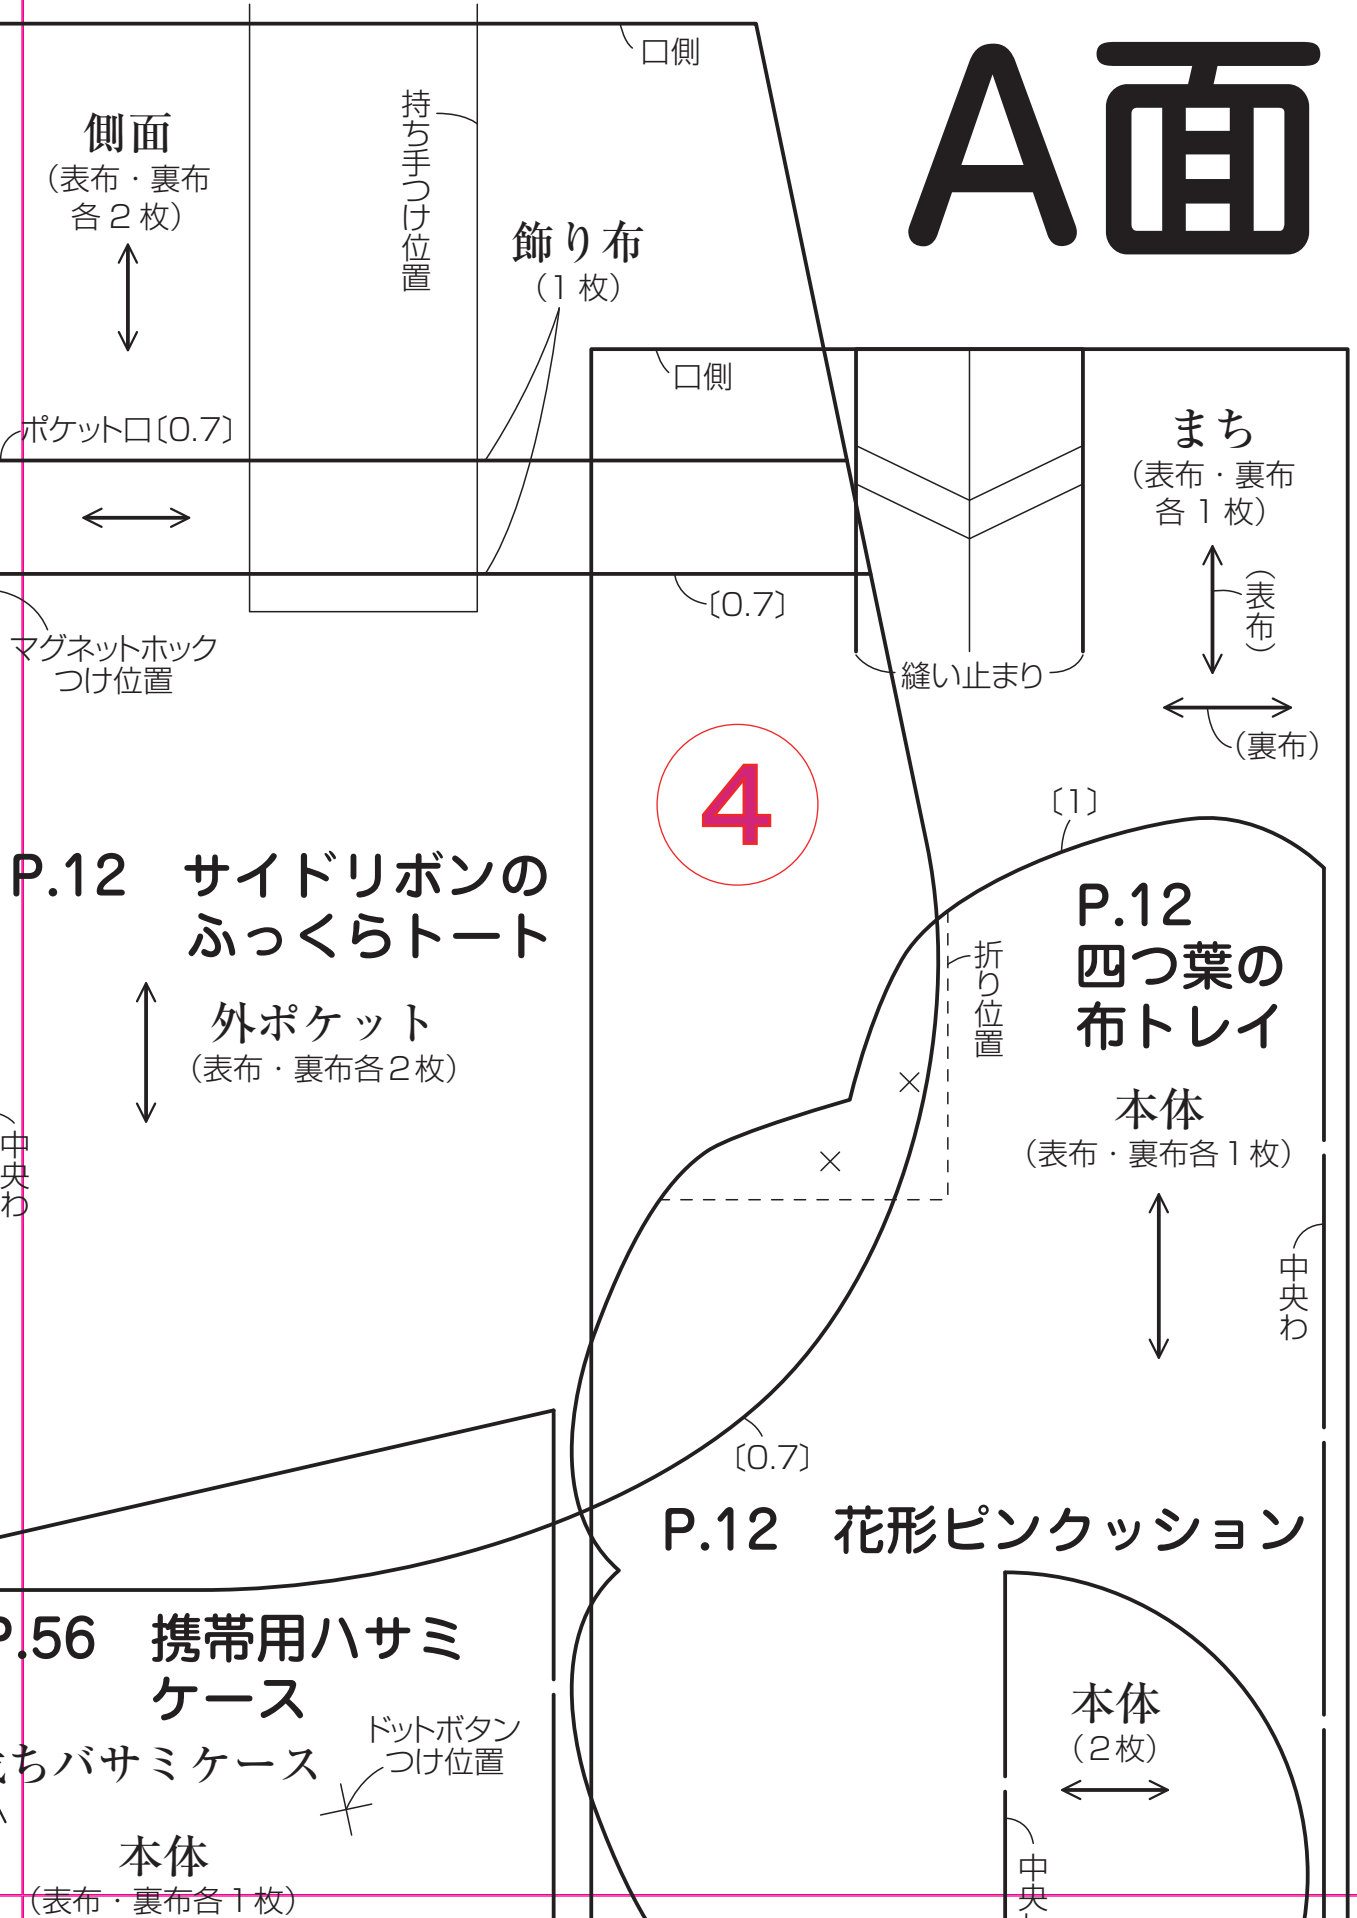 A面
口側
側面
（表布・裏布
各２枚）
持ち手つけ位置
飾り布
（1 枚）
口側
まち
（表布・裏布
各１枚）
ポケット口〔0.7〕
（表布）
〔0.7〕
マグネットホック
つけ位置
縫い止まり
（裏布）
4
〔1〕
P.12　サイドリボンの
ふっくらトート
P.12
四つ葉の
布トレイ
折り位置
外ポケット
（表布・裏布各２枚）
本体
（表布・裏布各１枚）
中央わ
中央わ
〔0.7〕
P.12　花形ピンクッション
P.56　携帯用ハサミ
ケース
ちバサミケース
ドットボタン
つけ位置
本体
（２枚）
本体
（表布・裏布各１枚）
中央